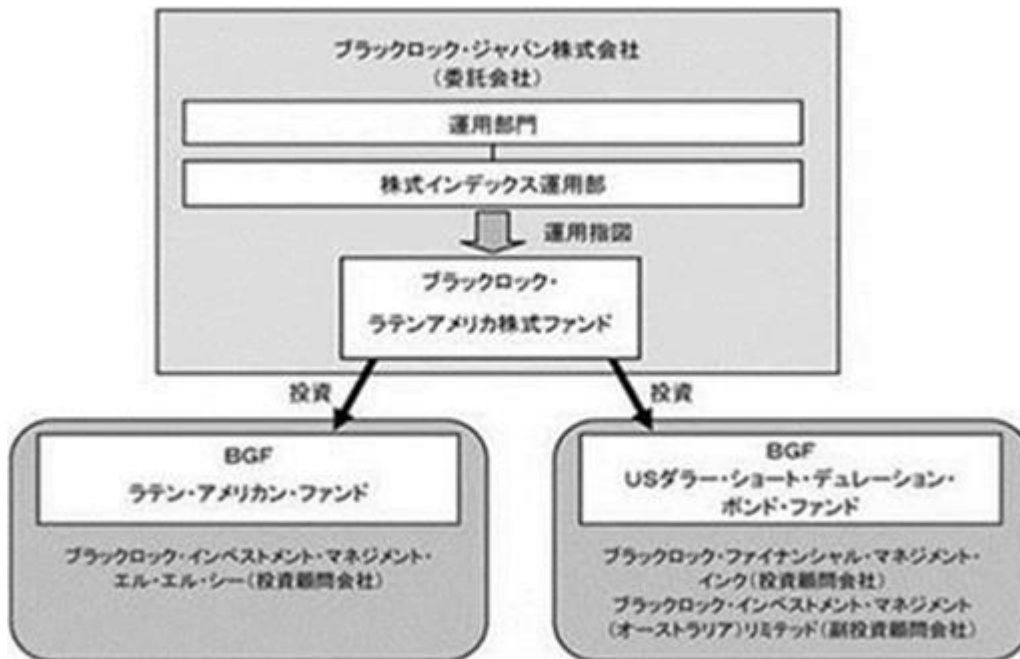 ブラックロック・ジャパン株式会社
(委託会社)
運用部門
株式インデックス運用部
運用指図
ブラックロック・
ラテンアメリカ株式ファンド
投資
投資
BGF
ラテン・アメリカン・ファンド
ブラックロック・インベストメント・マネジメント・
エル・エル・シー(投資顧問会社)
BGF
USダラー・ショート・デュレーション・
ボンド・ファンド
ブラックロック・ファイナンシャル・マネジメント・
インク(投資顧問会社)
ブラックロック・インベストメント・マネジメント
(オーストラリア)リミテッド(副投資顧問会社)